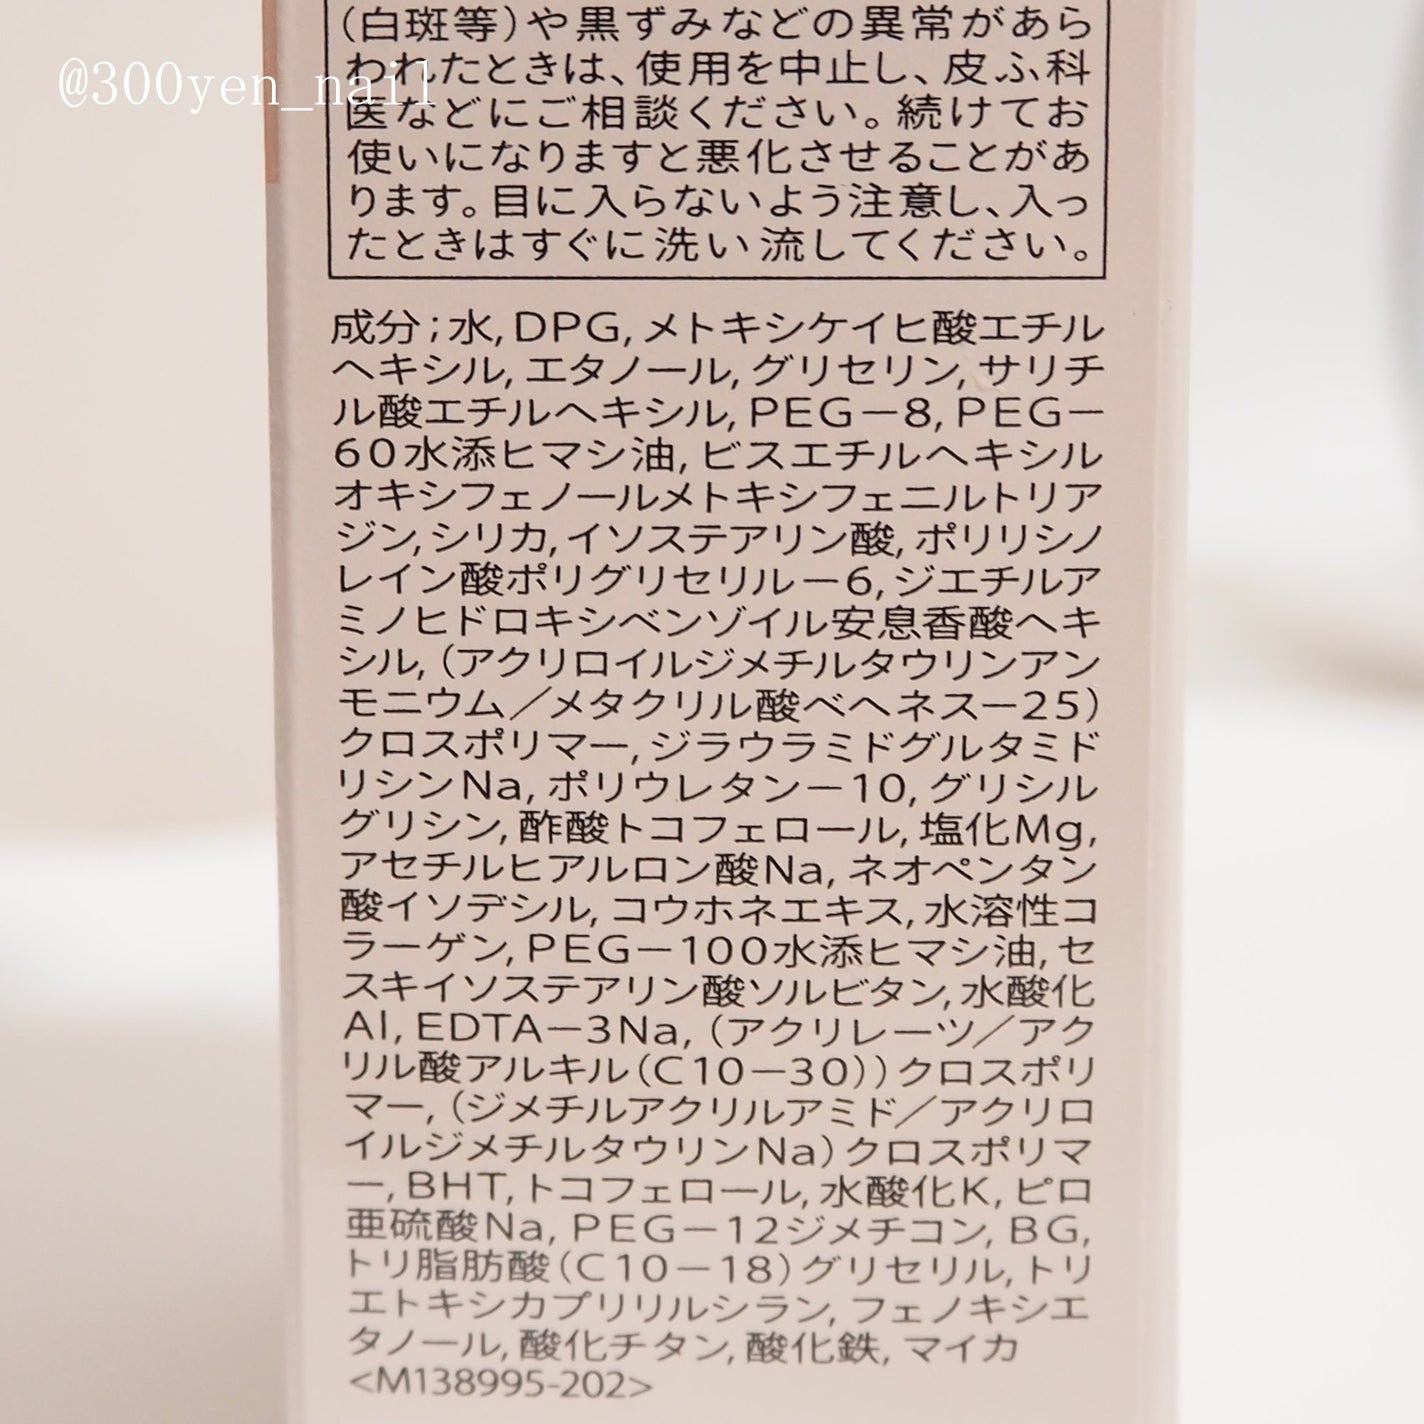 (白斑等)や黒ずみなどの異常があら
@300yen_nail
われたときは、使用を中止し、皮ふ科
医などにご相談ください。続けてお
使いになりますと悪化させることがあ
ります。目に入らないよう注意し、入っ
たときはすぐに洗い流してください。
成分;水,DPG,メトキシケイヒ酸エチル
ヘキシル,エタノール,グリセリン,サリチ
ル酸エチルヘキシル,PEG-8,PEG-
60水添ヒマシ油,ビスエチルヘキシル
オキシフェノールメトキシフェニルトリア
ジン,シリカ,イソステアリン酸,ポリリシノ
レイン酸ポリグリセリル-6,ジエチルア
ミノヒドロキシベンゾイル安息香酸ヘキ
シル,(アクリロイルジメチルタウリンアン
モニウム/メタクリル酸ベヘネス-25)
クロスポリマー,ジラウラミドグルタミド
リシンNa,ポリウレタン-10,グリシル
グリシン,酢酸トコフェロール,塩化Mg,
アセチルヒアルロン酸Na,ネオペンタン
酸イソデシル,コウホネエキス,水溶性コ
ラーゲン,PEG-100水添ヒマシ油,セ
スキイソステアリン酸ソルビタン,水酸化
Al,EDTA-3Na,(アクリレーツ/アク
リル酸アルキル(C10-30))クロスポリ
マー,(ジメチルアクリルアミド/アクリロ
イルジメチルタウリンNa)クロスポリマ
ー,BHT,トコフェロール,水酸化K,ピロ
亜硫酸Na,PEG-12ジメチコン,BG,
トリ脂肪酸(C10-18)グリセリル,トリ
エトキシカプリリルシラン,フェノキシエ
タノール,酸化チタン,酸化鉄,マイカ
<M138995-202>